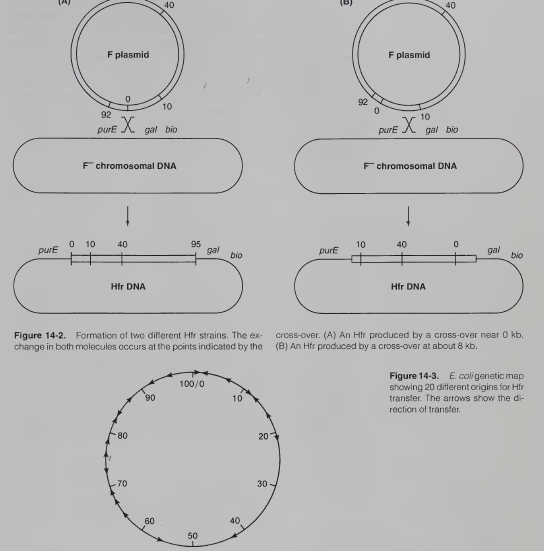 (A)
40
F plasmid
92
0
10
purE gal bio
F⁻ chromosomal DNA
purE 0 10 40 95 gal bio
Hfr DNA
(B)
40
F plasmid
92
0
10
purE gal bio
F⁻ chromosomal DNA
purE 10 40 0 gal bio
Hfr DNA
Figure 14-2. Formation of two different Hfr strains. The ex-
change in both molecules occurs at the points indicated by the
cross-over. (A) An Hfr produced by a cross-over near 0 kb.
(B) An Hfr produced by a cross-over at about 8 kb.
100/0
10
20
30
40
50
60
70
80
90
Figure 14-3. E. coli genetic map
showing 20 different origins for Hfr
transfer. The arrows show the di-
rection of transfer.